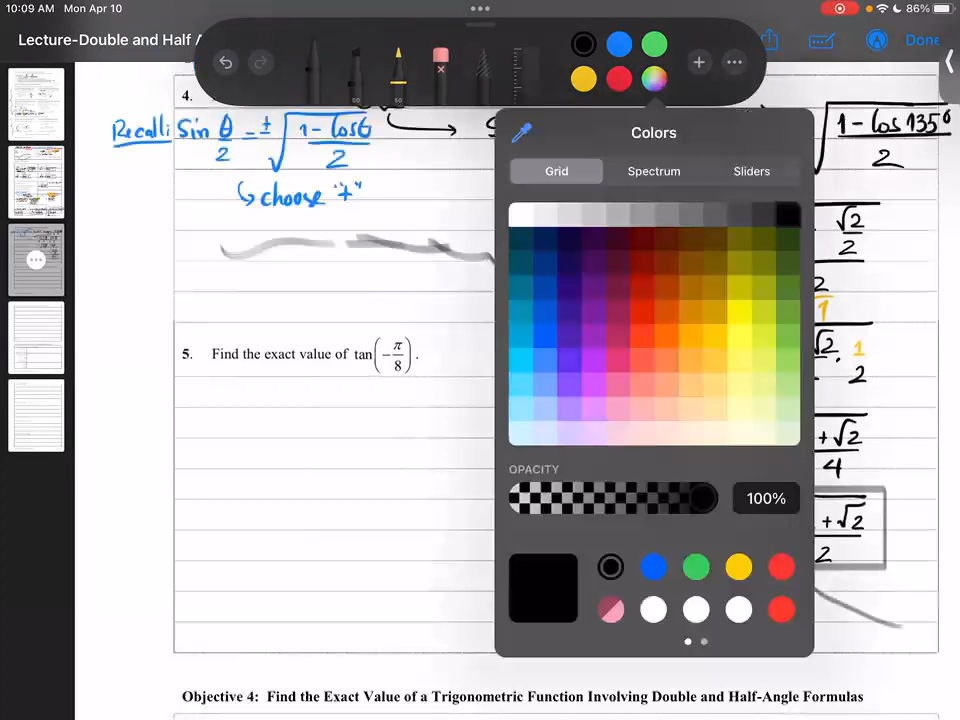 10:09 AM Mon Apr 10
86%
Lecture-Double and Half
Done
50
50
4.
Recall: Sin θ/2 = ± √(1 - Cosθ / 2)
↳ choose "+"
√(1 - Cos 135° / 2)
√2
2
2
1
√2 . 1
2
+√2
4
+√2
2
5. Find the exact value of tan(-π/8).
Colors
Grid Spectrum Sliders
OPACITY
100%
Objective 4: Find the Exact Value of a Trigonometric Function Involving Double and Half-Angle Formulas